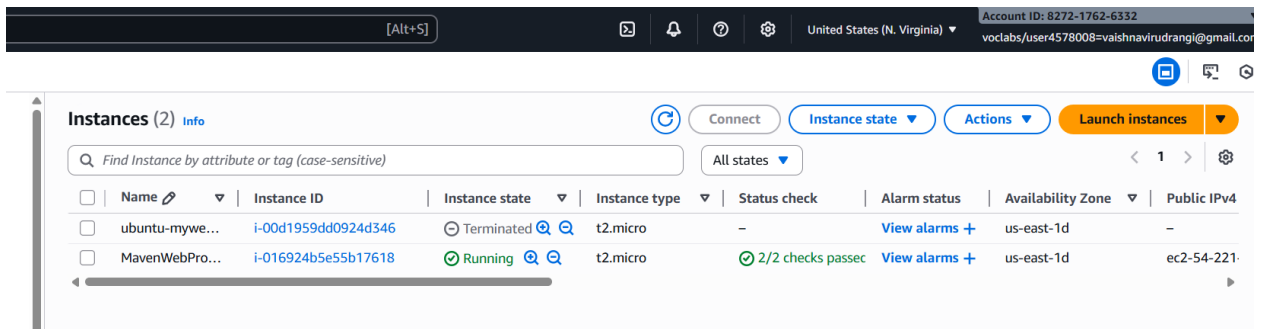 [Alt+S]
United States (N. Virginia)
Account ID: 8272-1762-6332
voclabs/user4578008=vaishnavirudrangi@gmail.cor
Instances (2) Info
Connect
Instance state
Actions
Launch instances
Find Instance by attribute or tag (case-sensitive)
All states
1
Name Instance ID Instance state Instance type Status check Alarm status Availability Zone Public IPv4
ubuntu-mywe... i-00d1959dd0924d346 Terminated t2.micro – View alarms + us-east-1d –
MavenWebPro... i-016924b5e55b17618 Running t2.micro 2/2 checks passec View alarms + us-east-1d ec2-54-221-